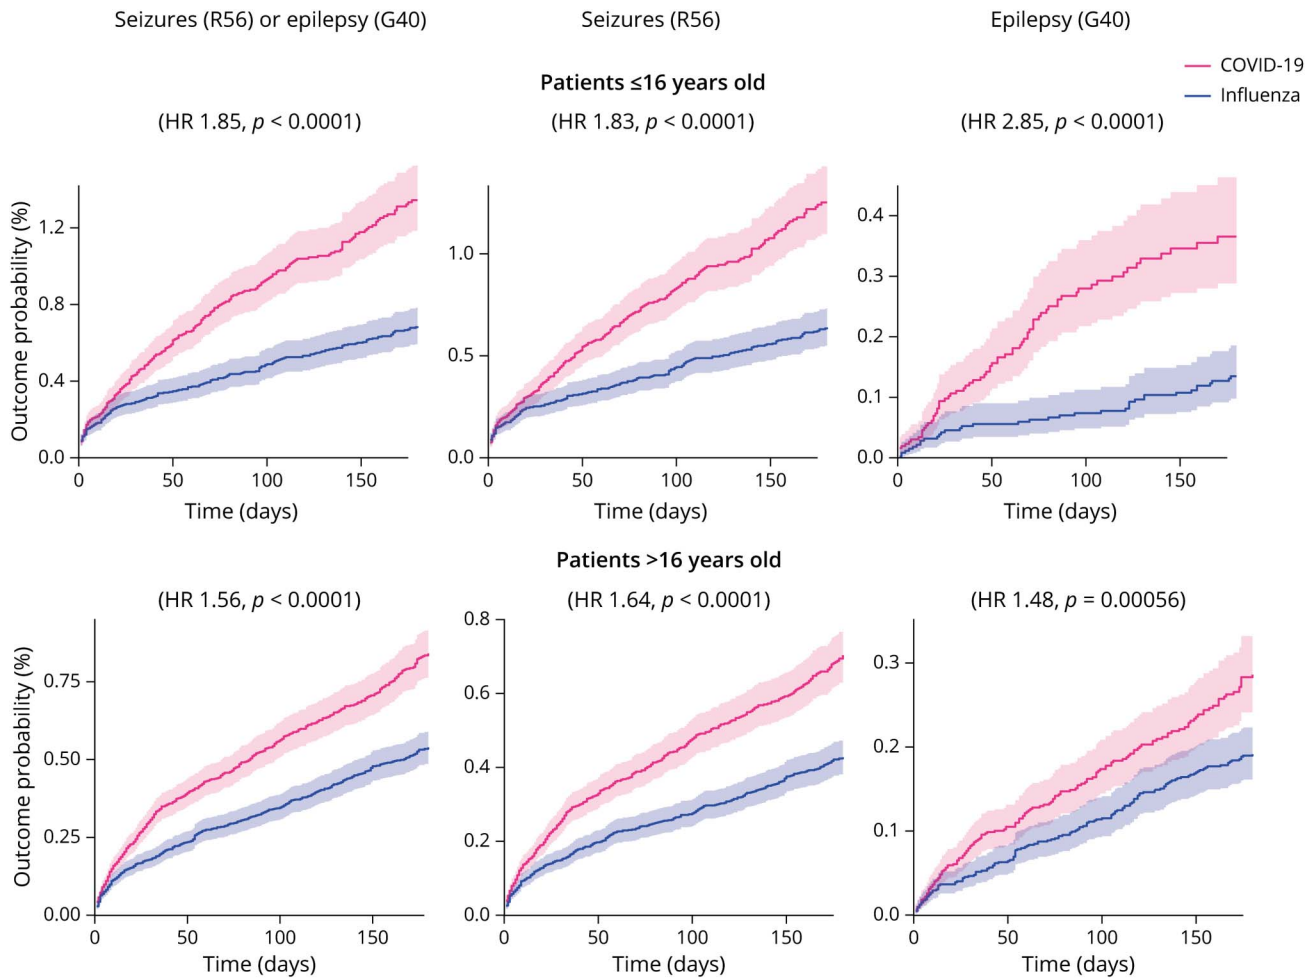 Seizures (R56) or epilepsy (G40)
Seizures (R56)
Epilepsy (G40)
COVID-19
Influenza
Patients ≤16 years old
(HR 1.85, p < 0.0001)
(HR 1.83, p < 0.0001)
(HR 2.85, p < 0.0001)
Outcome probability (%)
1.2
0.8
0.4
0.0
0 50 100 150
Time (days)
1.0
0.5
0.0
0 50 100 150
Time (days)
0.4
0.3
0.2
0.1
0.0
0 50 100 150
Time (days)
Patients >16 years old
(HR 1.56, p < 0.0001)
(HR 1.64, p < 0.0001)
(HR 1.48, p = 0.00056)
Outcome probability (%)
0.75
0.50
0.25
0.00
0 50 100 150
Time (days)
0.8
0.6
0.4
0.2
0.0
0 50 100 150
Time (days)
0.3
0.2
0.1
0.0
0 50 100 150
Time (days)